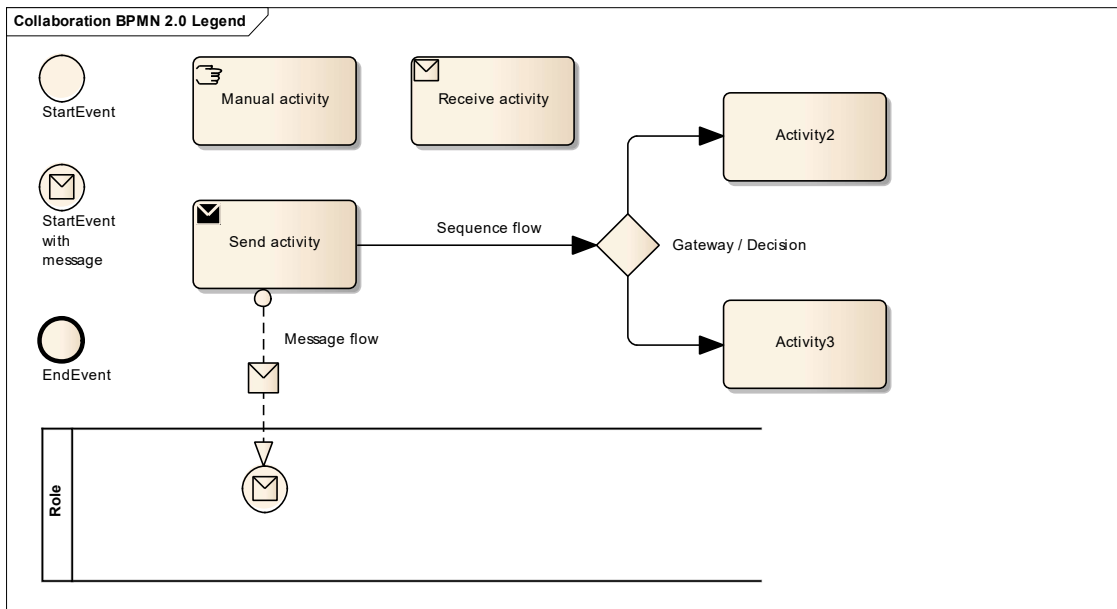 Collaboration BPMN 2.0 Legend
StartEvent
Manual activity
Receive activity
Activity2
StartEvent
with
message
Send activity
Sequence flow
Gateway / Decision
Message flow
Activity3
EndEvent
Role